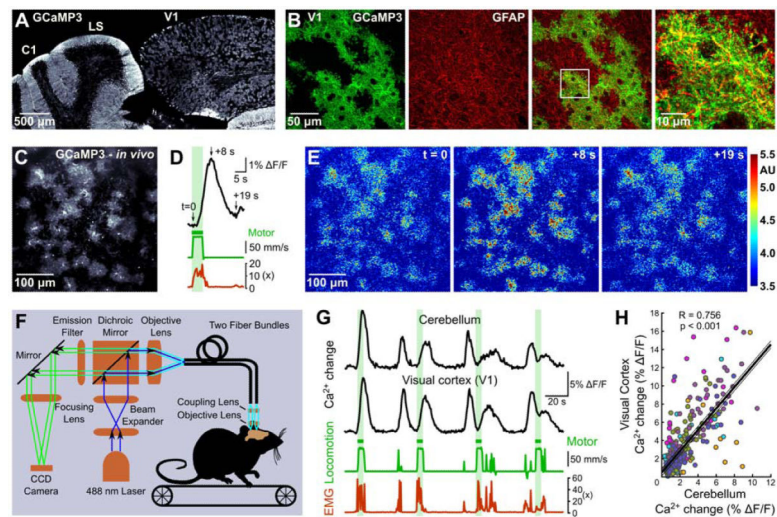 A GCaMP3 LS V1
C1
500 µm
B V1 GCaMP3 GFAP
50 µm
10 µm
C GCaMP3 - in vivo
100 µm
D
+8 s
1% ΔF/F
5 s
t=0
+19 s
Motor
50 mm/s
20
10 (x)
0
E t = 0 +8 s +19 s
100 µm
5.5
AU
5.0
4.5
4.0
3.5
F
Emission Filter
Dichroic Mirror
Objective Lens
Two Fiber Bundles
Mirror
Focusing Lens
Beam Expander
Coupling Lens
Objective Lens
CCD Camera
488 nm Laser
G
Cerebellum
Visual cortex (V1)
Ca²⁺ change
5% ΔF/F
20 s
Motor
Locomotion
50 mm/s
EMG
60
40
20 (x)
0
H
R = 0.756
p < 0.001
18
16
14
12
10
8
6
4
2
0
Visual Cortex
Ca²⁺ change (% ΔF/F)
0 2 4 6 8 10 12
Cerebellum
Ca²⁺ change (% ΔF/F)